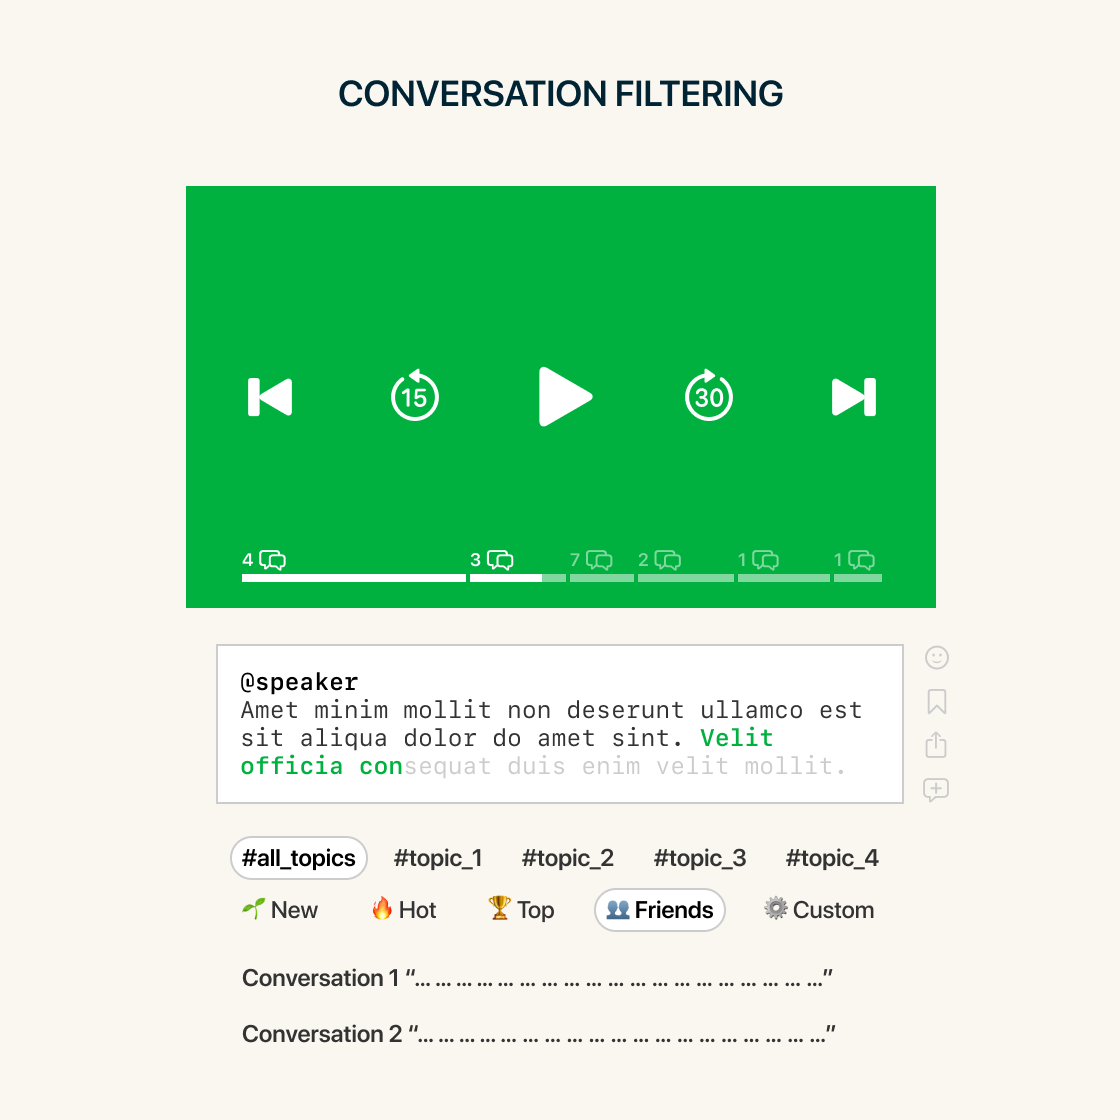 CONVERSATION FILTERING
15 30
4 3 7 2 1 1
@speaker
Amet minim mollit non deserunt ullamco est
sit aliqua dolor do amet sint. Velit
officia consequat duis enim velit mollit.
#all_topics #topic_1 #topic_2 #topic_3 #topic_4
New Hot Top Friends Custom
Conversation 1 “... ... ... ... ... ... ... ... ... ... ... ... ... ... ... ... ... ... ...”
Conversation 2 “... ... ... ... ... ... ... ... ... ... ... ... ... ... ... ... ... ... ...”